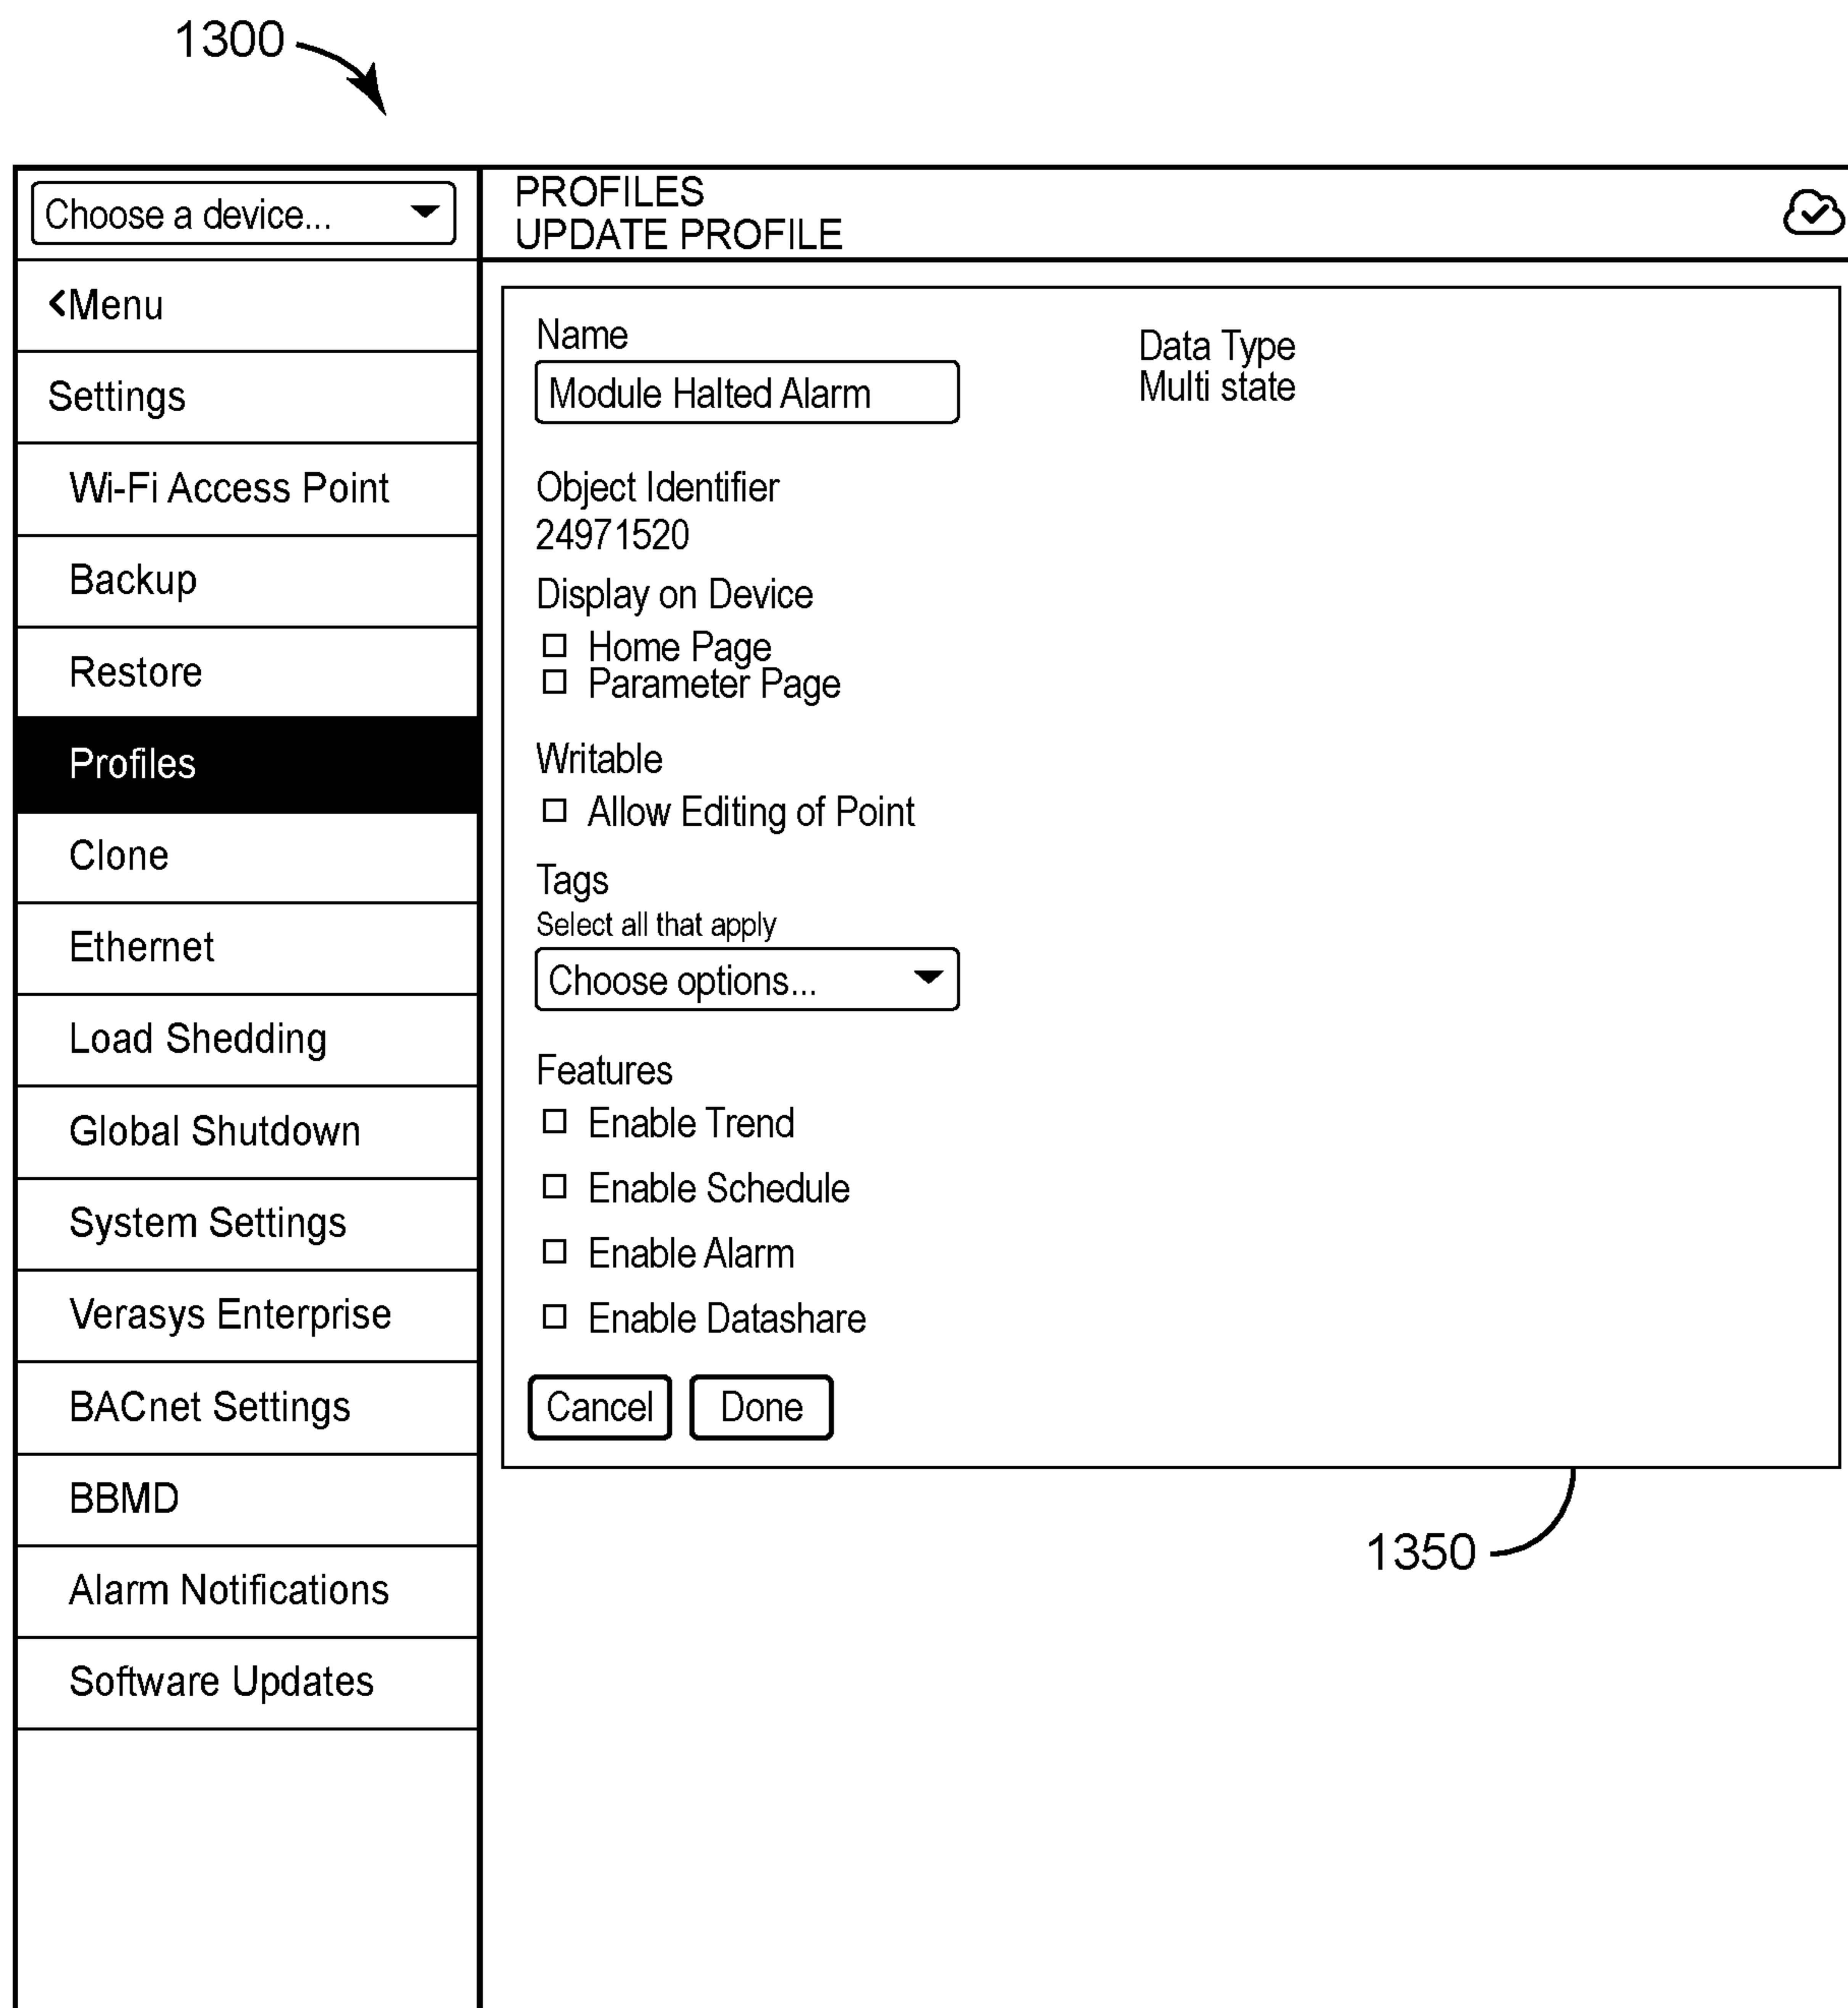 1300
Choose a device...
<Menu
Settings
Wi-Fi Access Point
Backup
Restore
Profiles
Clone
Ethernet
Load Shedding
Global Shutdown
System Settings
Verasys Enterprise
BACnet Settings
BBMD
Alarm Notifications
Software Updates
PROFILES
UPDATE PROFILE
Name
Module Halted Alarm
Data Type
Multi state
Object Identifier
24971520
Display on Device
Home Page
Parameter Page
Writable
Allow Editing of Point
Tags
Select all that apply
Choose options...
Features
Enable Trend
Enable Schedule
Enable Alarm
Enable Datashare
Cancel
Done
1350